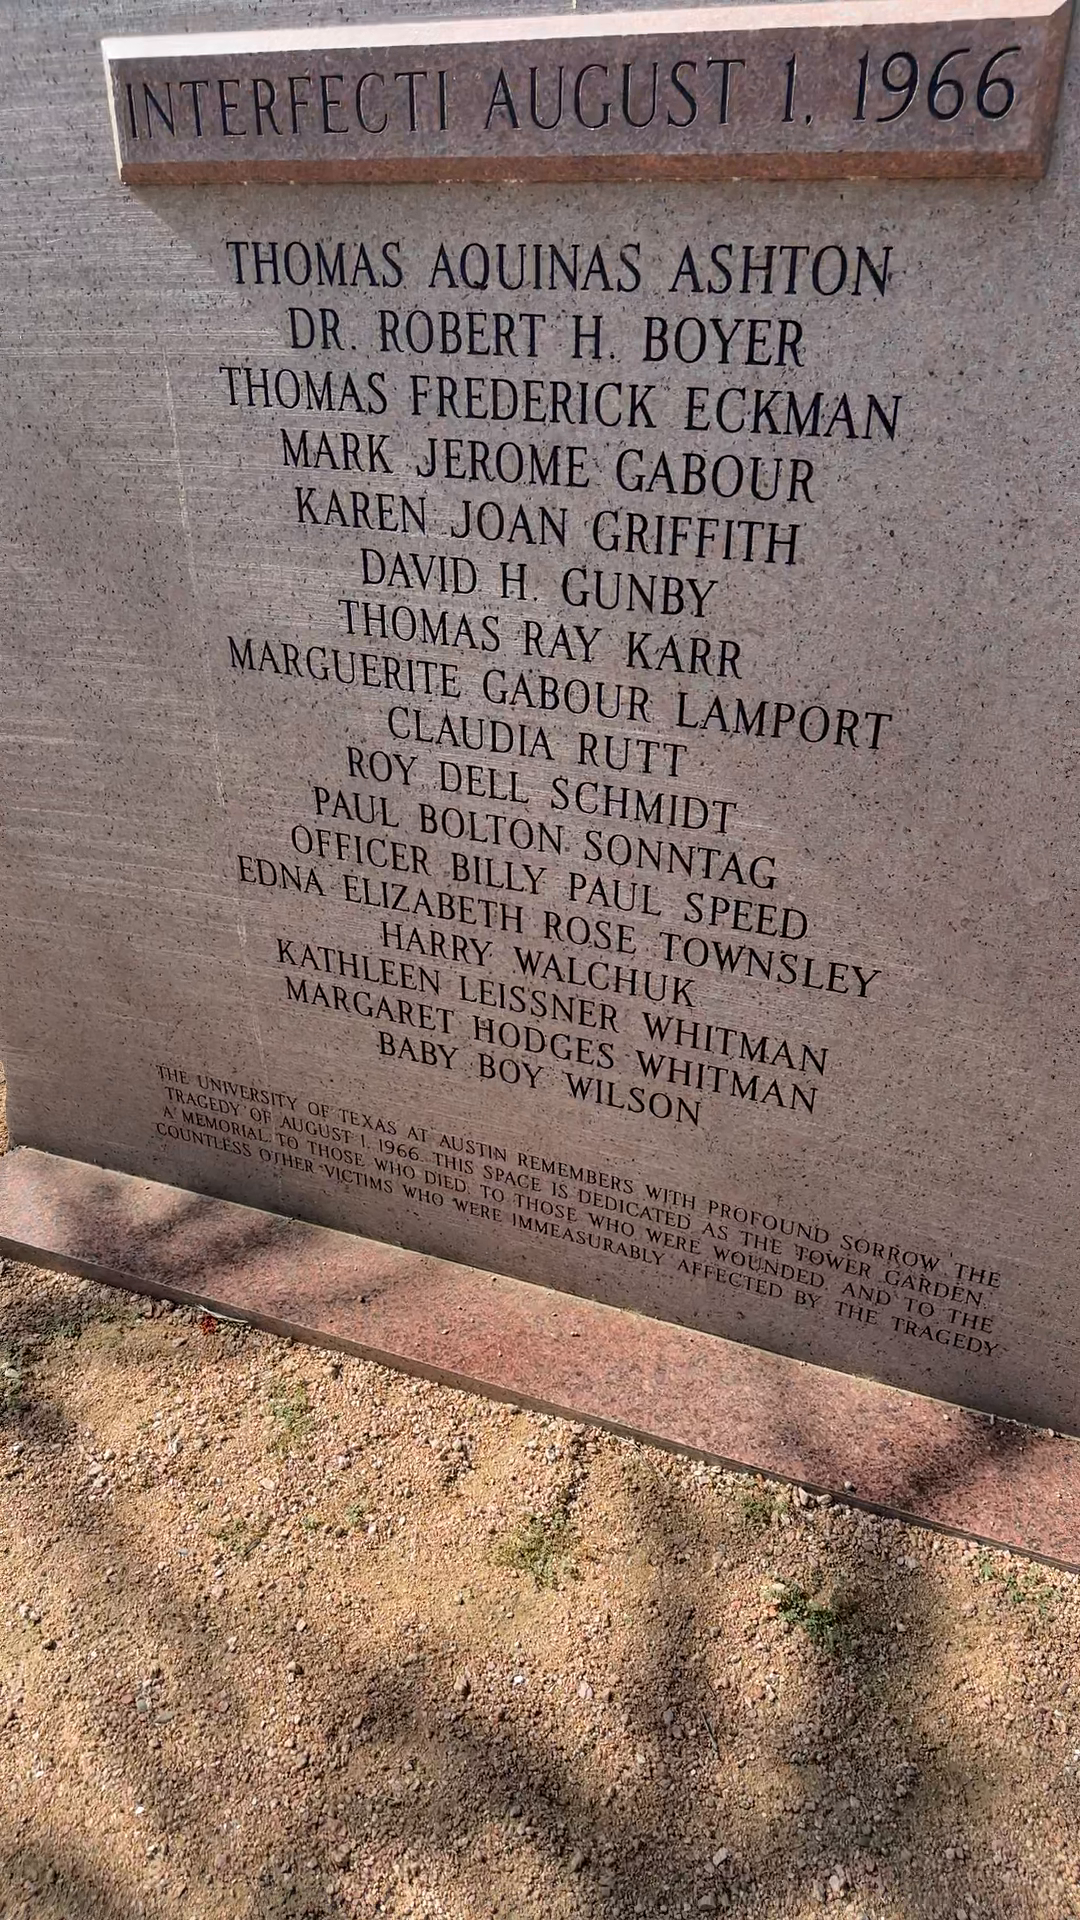 INTERFECTI AUGUST 1, 1966
THOMAS AQUINAS ASHTON
DR. ROBERT H. BOYER
THOMAS FREDERICK ECKMAN
MARK JEROME GABOUR
KAREN JOAN GRIFFITH
DAVID H. GUNBY
THOMAS RAY KARR
MARGUERITE GABOUR LAMPORT
CLAUDIA RUTT
ROY DELL SCHMIDT
PAUL BOLTON SONNTAG
OFFICER BILLY PAUL SPEED
EDNA ELIZABETH ROSE TOWNSLEY
HARRY WALCHUK
KATHLEEN LEISSNER WHITMAN
MARGARET HODGES WHITMAN
BABY BOY WILSON
THE UNIVERSITY OF TEXAS AT AUSTIN REMEMBERS WITH PROFOUND SORROW THE
TRAGEDY OF AUGUST 1, 1966. THIS SPACE IS DEDICATED AS THE TOWER GARDEN,
A MEMORIAL TO THOSE WHO DIED, TO THOSE WHO WERE WOUNDED, AND TO THE
COUNTLESS OTHER VICTIMS WHO WERE IMMEASURABLY AFFECTED BY THE TRAGEDY